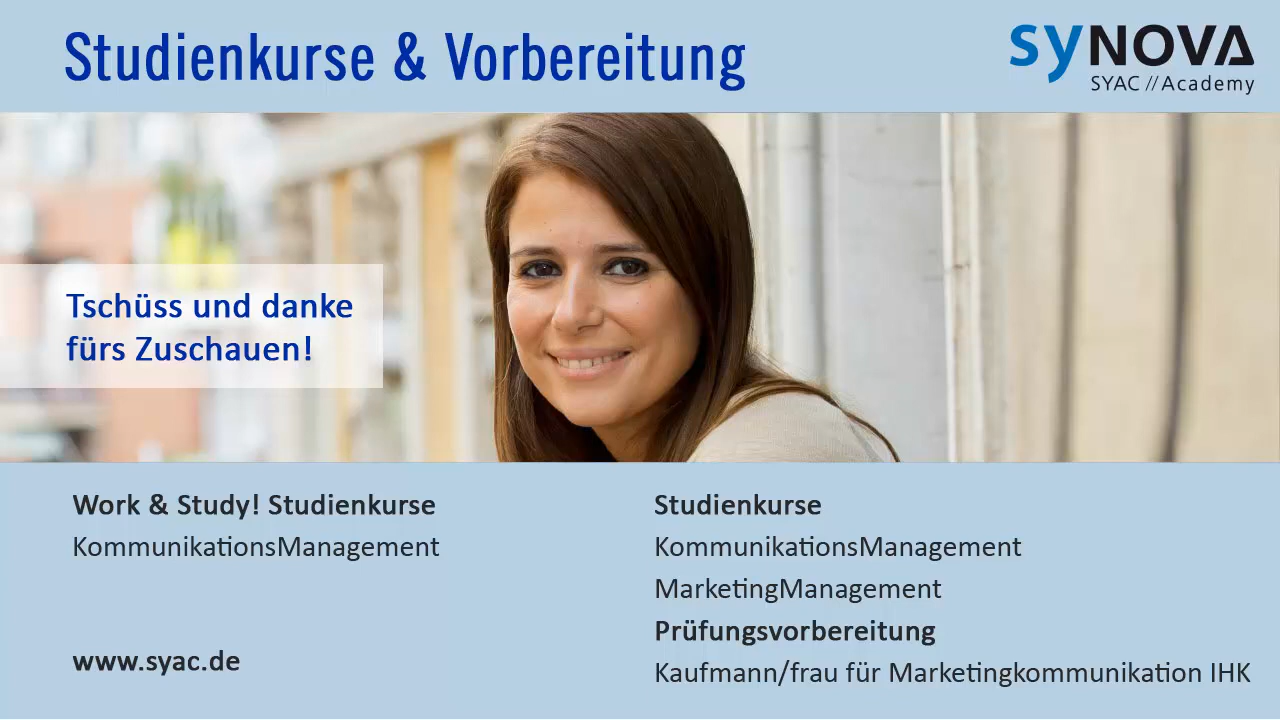 Studienkurse & Vorbereitung
SYNOVA
SYAC // Academy
Tschüss und danke
fürs Zuschauen!
Work & Study! Studienkurse
KommunikationsManagement
www.syac.de
Studienkurse
KommunikationsManagement
MarketingManagement
Prüfungsvorbereitung
Kaufmann/frau für Marketingkommunikation IHK